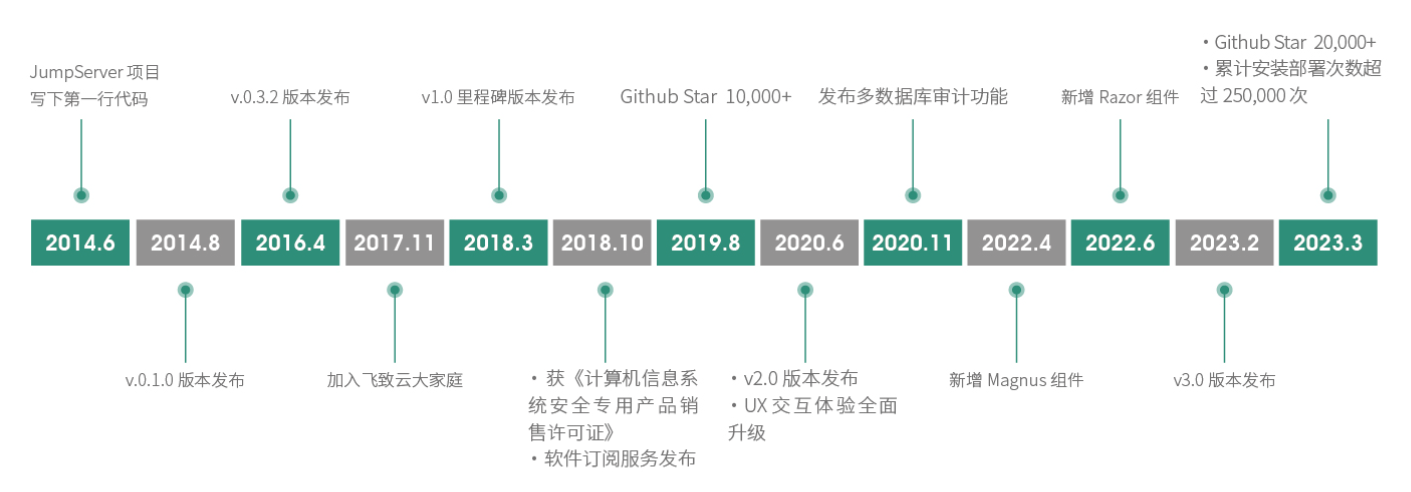 JumpServer 项目
写下第一行代码
v.0.3.2 版本发布
v1.0 里程碑版本发布
Github Star 10,000+
发布多数据库审计功能
新增 Razor 组件
・Github Star 20,000+
・累计安装部署次数超
过 250,000 次
2014.6
2014.8
2016.4
2017.11
2018.3
2018.10
2019.8
2020.6
2020.11
2022.4
2022.6
2023.2
2023.3
v.0.1.0 版本发布
加入飞致云大家庭
・获《计算机信息系
统安全专用产品销
售许可证》
・软件订阅服务发布
・v2.0 版本发布
・UX 交互体验全面
升级
新增 Magnus 组件
v3.0 版本发布